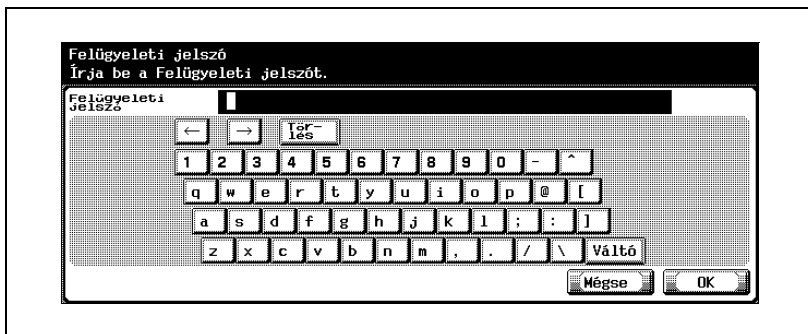 Felügyeleti jelszó
Írja be a Felügyeleti jelszót.
Felügyeleti
jelszó
← → Tör-
lés
1 2 3 4 5 6 7 8 9 0 - ^
q w e r t y u i o p @ [
a s d f g h j k l ; : ]
z x c v b n m , . / \ Váltó
Mégse OK